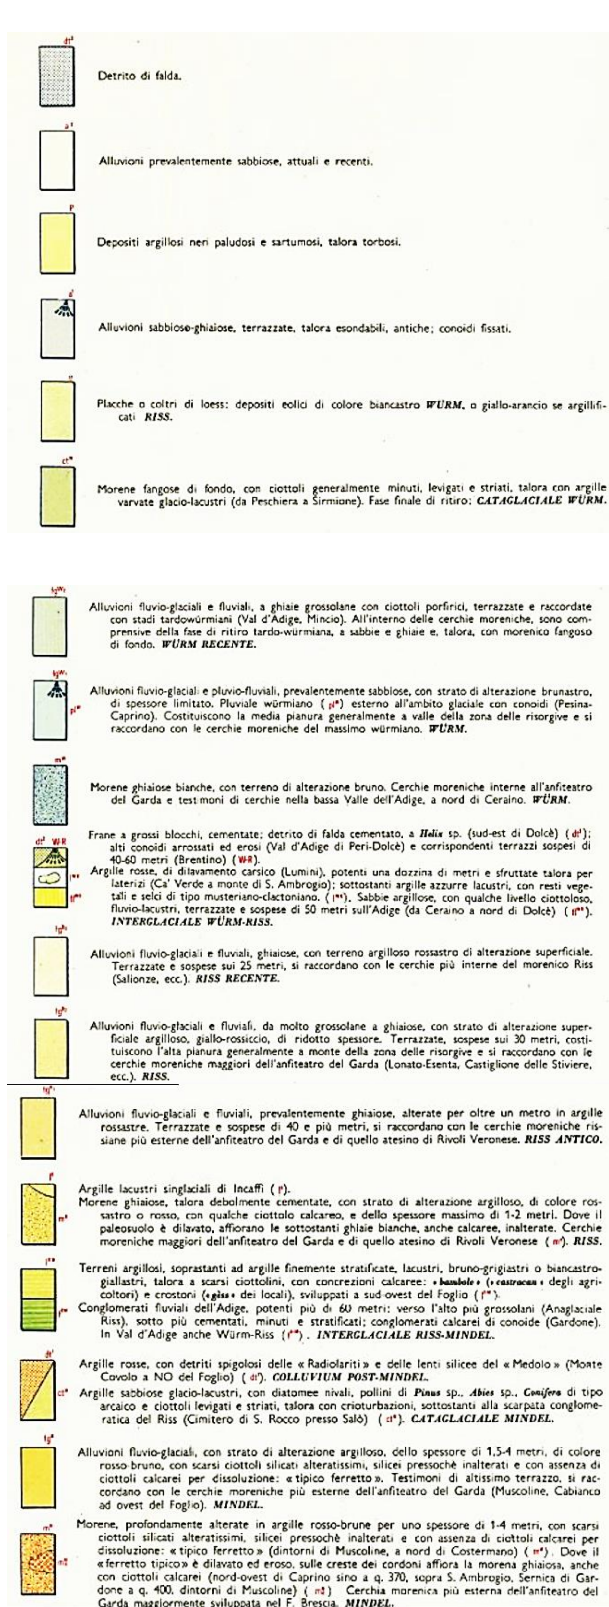 dt²
Detrito di falda.
a²
Alluvioni prevalentemente sabbiose, attuali e recenti.
P
Depositi argillosi neri paludosi e sartumosi, talora torbosi.
a¹
Alluvioni sabbioso-ghiaiose, terrazzate, talora esondabili, antiche; conoidi fissati.
Placche o coltri di loess: depositi eolici di colore biancastro WÜRM, o giallo-arancio se argillifi-
cati RISS.
ct
Morene fangose di fondo, con ciottoli generalmente minuti, levigati e striati, talora con argille
varvate glacio-lacustri (da Peschiera a Sirmione). Fase finale di ritiro; CATAGLACIALE WÜRM.
Alluvioni fluvio-glaciali e fluviali, a ghiaie grossolane con ciottoli porfirici, terrazzate e raccordate
con stadi tardowürmiani (Val d'Adige, Mincio). All'interno delle cerchie moreniche, sono com-
prensive della fase di ritiro tardo-würmiana, a sabbie e ghiaie e, talora, con morenico fangoso
di fondo. WÜRM RECENTE.
Alluvioni fluvio-glaciali e pluvio-fluviali, prevalentemente sabbiose, con strato di alterazione brunastro,
di spessore limitato. Pluviale würmiano ( ) esterno all'ambito glaciale con conoidi (Pesina-
Caprino). Costituiscono la media pianura generalmente a valle della zona delle risorgive e si
raccordano con le cerchie moreniche del massimo würmiano. WÜRM.
Morene ghiaiose bianche, con terreno di alterazione bruno. Cerchie moreniche interne all'anfiteatro
del Garda e testimoni di cerchie nella bassa Valle dell'Adige, a nord di Ceraino. WÜRM.
dt¹ W-R
Frane a grossi blocchi, cementate; detrito di falda cementato, a Helix sp. (sud-est di Dolcè) ( dt¹);
alti conoidi arrossati ed erosi (Val d'Adige di Peri-Dolcè) e corrispondenti terrazzi sospesi di
40-60 metri (Brentino) ( W-R).
Argille rosse, di dilavamento carsico (Lumini), potenti una dozzina di metri e sfruttate talora per
laterizi (Ca' Verde a monte di S. Ambrogio); sottostanti argille azzurre lacustri, con resti vege-
tali e selci di tipo musteriano-clactoniano. ( ). Sabbie argillose, con qualche livello ciottoloso,
fluvio-lacustri, terrazzate e sospese di 50 metri sull'Adige (da Ceraino a nord di Dolcè) ( ).
INTERGLACIALE WÜRM-RISS.
Alluvioni fluvio-glaciali e fluviali, ghiaiose, con terreno argilloso rossastro di alterazione superficiale.
Terrazzate e sospese sui 25 metri, si raccordano con le cerchie più interne del morenico Riss
(Salionze, ecc.). RISS RECENTE.
Alluvioni fluvio-glaciali e fluviali, da molto grossolane a ghiaiose, con strato di alterazione super-
ficiale argilloso, giallo-rossiccio, di ridotto spessore. Terrazzate, sospese sui 30 metri, costi-
tuiscono l'alta pianura generalmente a monte della zona delle risorgive e si raccordano con le
cerchie moreniche maggiori dell'anfiteatro del Garda (Lonato-Esenta, Castiglione delle Stiviere,
ecc.). RISS.
Alluvioni fluvio-glaciali e fluviali, prevalentemente ghiaiose, alterate per oltre un metro in argille
rossastre. Terrazzate e sospese di 40 e più metri, si raccordano con le cerchie moreniche ris-
siane più esterne dell'anfiteatro del Garda e di quello atesino di Rivoli Veronese. RISS ANTICO.
Argille lacustri singlaciali di Incaffi ( ).
Morene ghiaiose, talora debolmente cementate, con strato di alterazione argilloso, di colore ros-
sastro o rosso, con qualche ciottolo calcareo, e dello spessore massimo di 1-2 metri. Dove il
paleosuolo è dilavato, affiorano le sottostanti ghiaie bianche, anche calcaree, inalterate. Cerchie
moreniche maggiori dell'anfiteatro del Garda e di quello atesino di Rivoli Veronese ( ). RISS.
Terreni argillosi, soprastanti ad argille finemente stratificate, lacustri, bruno-grigiastri o biancastro-
giallastri, talora a scarsi ciottolini, con concrezioni calcaree: «bambole» («castracan» degli agri-
coltori) e crostoni («gèss» dei locali), sviluppati a sud-ovest del Foglio ( ).
Conglomerati fluviali dell'Adige, potenti più di 60 metri: verso l'alto più grossolani (Anaglaciale
Riss), sotto più cementati, minuti e stratificati; conglomerati calcarei di conoide (Gardone).
In Val d'Adige anche Würm-Riss ( ). INTERGLACIALE RISS-MINDEL.
Argille rosse, con detriti spigolosi delle «Radiolariti» e delle lenti silicee del «Medolo» (Monte
Covolo a NO del Foglio) ( ). COLLUVIUM POST-MINDEL.
Argille sabbiose glacio-lacustri, con diatomee nivali, pollini di Pinus sp., Abies sp., Conifera di tipo
arcaico e ciottoli levigati e striati, talora con crioturbazioni, sottostanti alla scarpata conglome-
ratica del Riss (Cimitero di S. Rocco presso Salò) ( ). CATAGLACIALE MINDEL.
Alluvioni fluvio-glaciali, con strato di alterazione argilloso, dello spessore di 1,5-4 metri, di colore
rosso-bruno, con scarsi ciottoli silicati alteratissimi, silicei pressochè inalterati e con assenza di
ciottoli calcarei per dissoluzione: «tipico ferretto». Testimoni di altissimo terrazzo, si rac-
cordano con le cerchie moreniche più esterne dell'anfiteatro del Garda (Muscoline, Cabianco
ad ovest del Foglio). MINDEL.
Morene, profondamente alterate in argille rosso-brune per uno spessore di 1-4 metri, con scarsi
ciottoli silicati alteratissimi, silicei pressochè inalterati e con assenza di ciottoli calcarei per
dissoluzione: «tipico ferretto» (dintorni di Muscoline, a nord di Costermano) ( ). Dove il
«ferretto tipico» è dilavato ed eroso, sulle creste dei cordoni affiora la morena ghiaiosa, anche
con ciottoli calcarei (nord-ovest di Caprino sino a q. 370, sopra S. Ambrogio, Sernica di Gar-
done a q. 400, dintorni di Muscoline) ( ) Cerchia morenica più esterna dell'anfiteatro del
Garda maggiormente sviluppata nel F. Brescia. MINDEL.